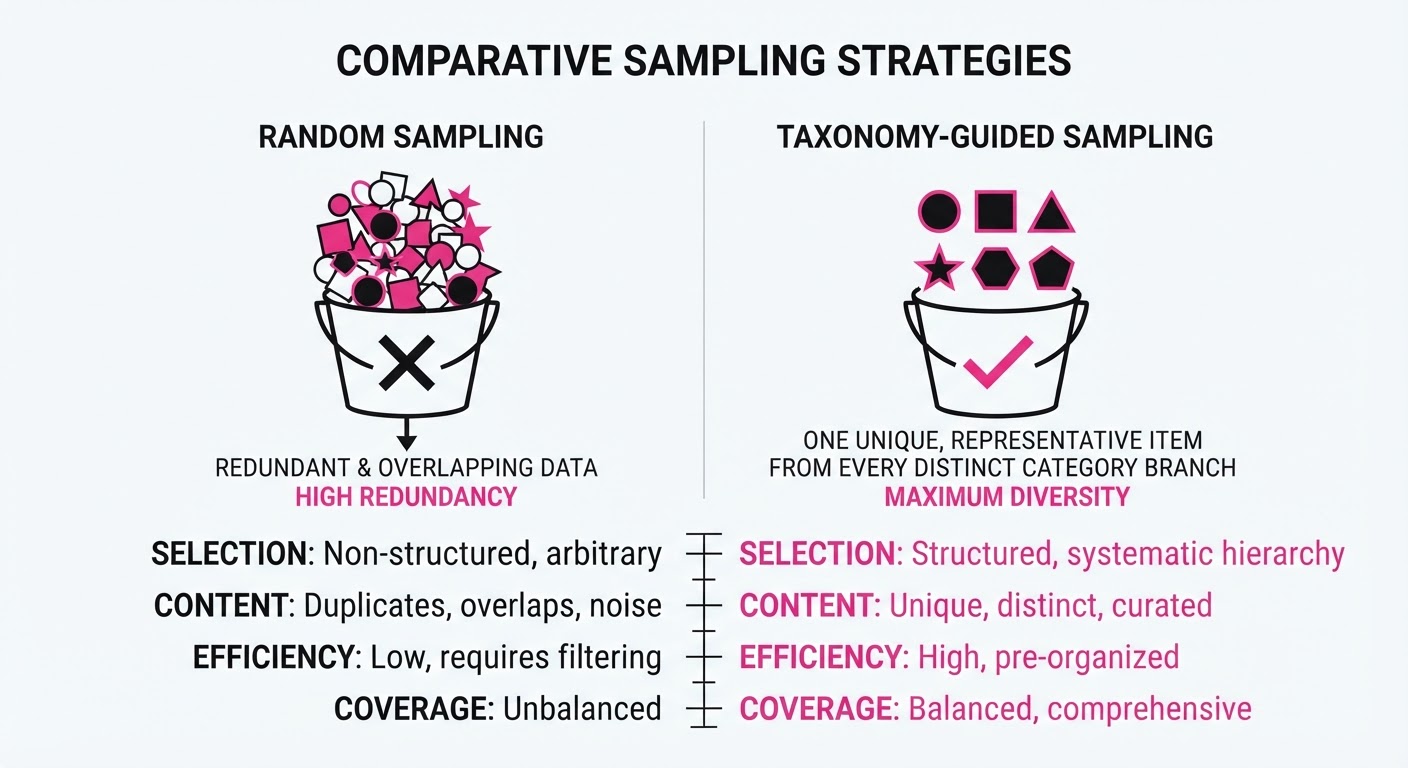 COMPARATIVE SAMPLING STRATEGIES
RANDOM SAMPLING
REDUNDANT & OVERLAPPING DATA
HIGH REDUNDANCY
TAXONOMY-GUIDED SAMPLING
ONE UNIQUE, REPRESENTATIVE ITEM
FROM EVERY DISTINCT CATEGORY BRANCH
MAXIMUM DIVERSITY
SELECTION: Non-structured, arbitrary
CONTENT: Duplicates, overlaps, noise
EFFICIENCY: Low, requires filtering
COVERAGE: Unbalanced
SELECTION: Structured, systematic hierarchy
CONTENT: Unique, distinct, curated
EFFICIENCY: High, pre-organized
COVERAGE: Balanced, comprehensive